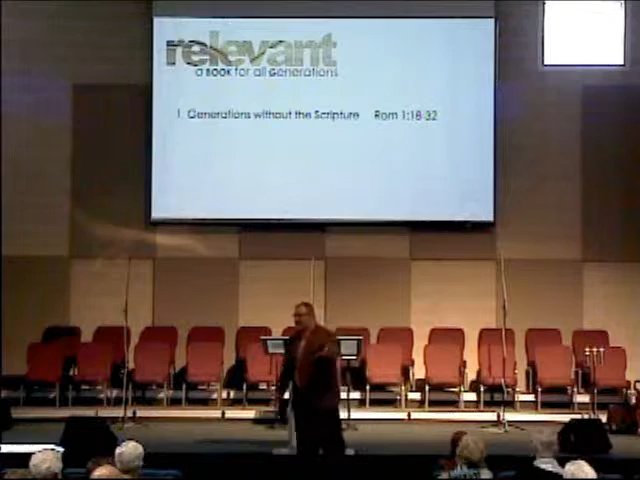 relevant
a BOOK for all Generations
1. Generations without the Scripture Rom 1:18-32